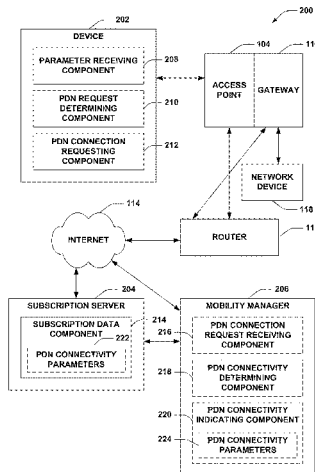 200
202
DEVICE
PARAMETER RECEIVING COMPONENT
208
PDN REQUEST DETERMINING COMPONENT
210
PDN CONNECTION REQUESTING COMPONENT
212
104
ACCESS POINT
GATEWAY
NETWORK DEVICE
118
ROUTER
114
INTERNET
204
SUBSCRIPTION SERVER
SUBSCRIPTION DATA COMPONENT
214
222
PDN CONNECTIVITY PARAMETERS
206
MOBILITY MANAGER
216
PDN CONNECTION REQUEST RECEIVING COMPONENT
218
PDN CONNECTIVITY DETERMINING COMPONENT
220
PDN CONNECTIVITY INDICATING COMPONENT
224
PDN CONNECTIVITY PARAMETERS